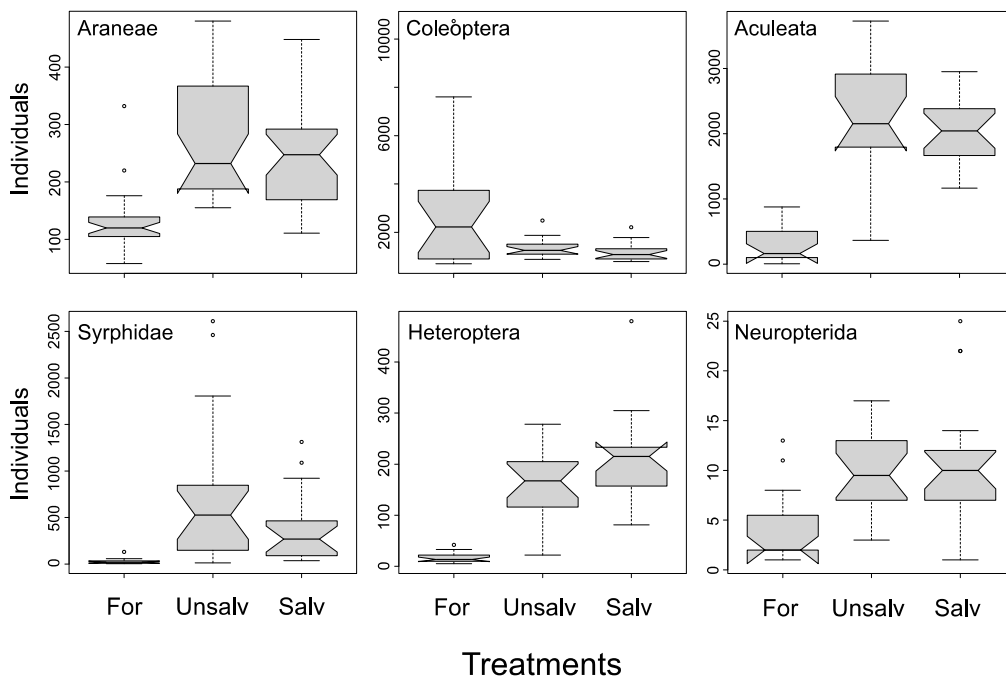 Araneae
Coleoptera
Aculeata
Individuals
100
200
300
400
2000
6000
10000
0
1000
2000
3000
Syrphidae
Heteroptera
Neuropterida
Individuals
0
500
1000
1500
2000
2500
0
100
200
300
400
0
5
10
15
20
25
For Unsalv Salv
For Unsalv Salv
For Unsalv Salv
Treatments